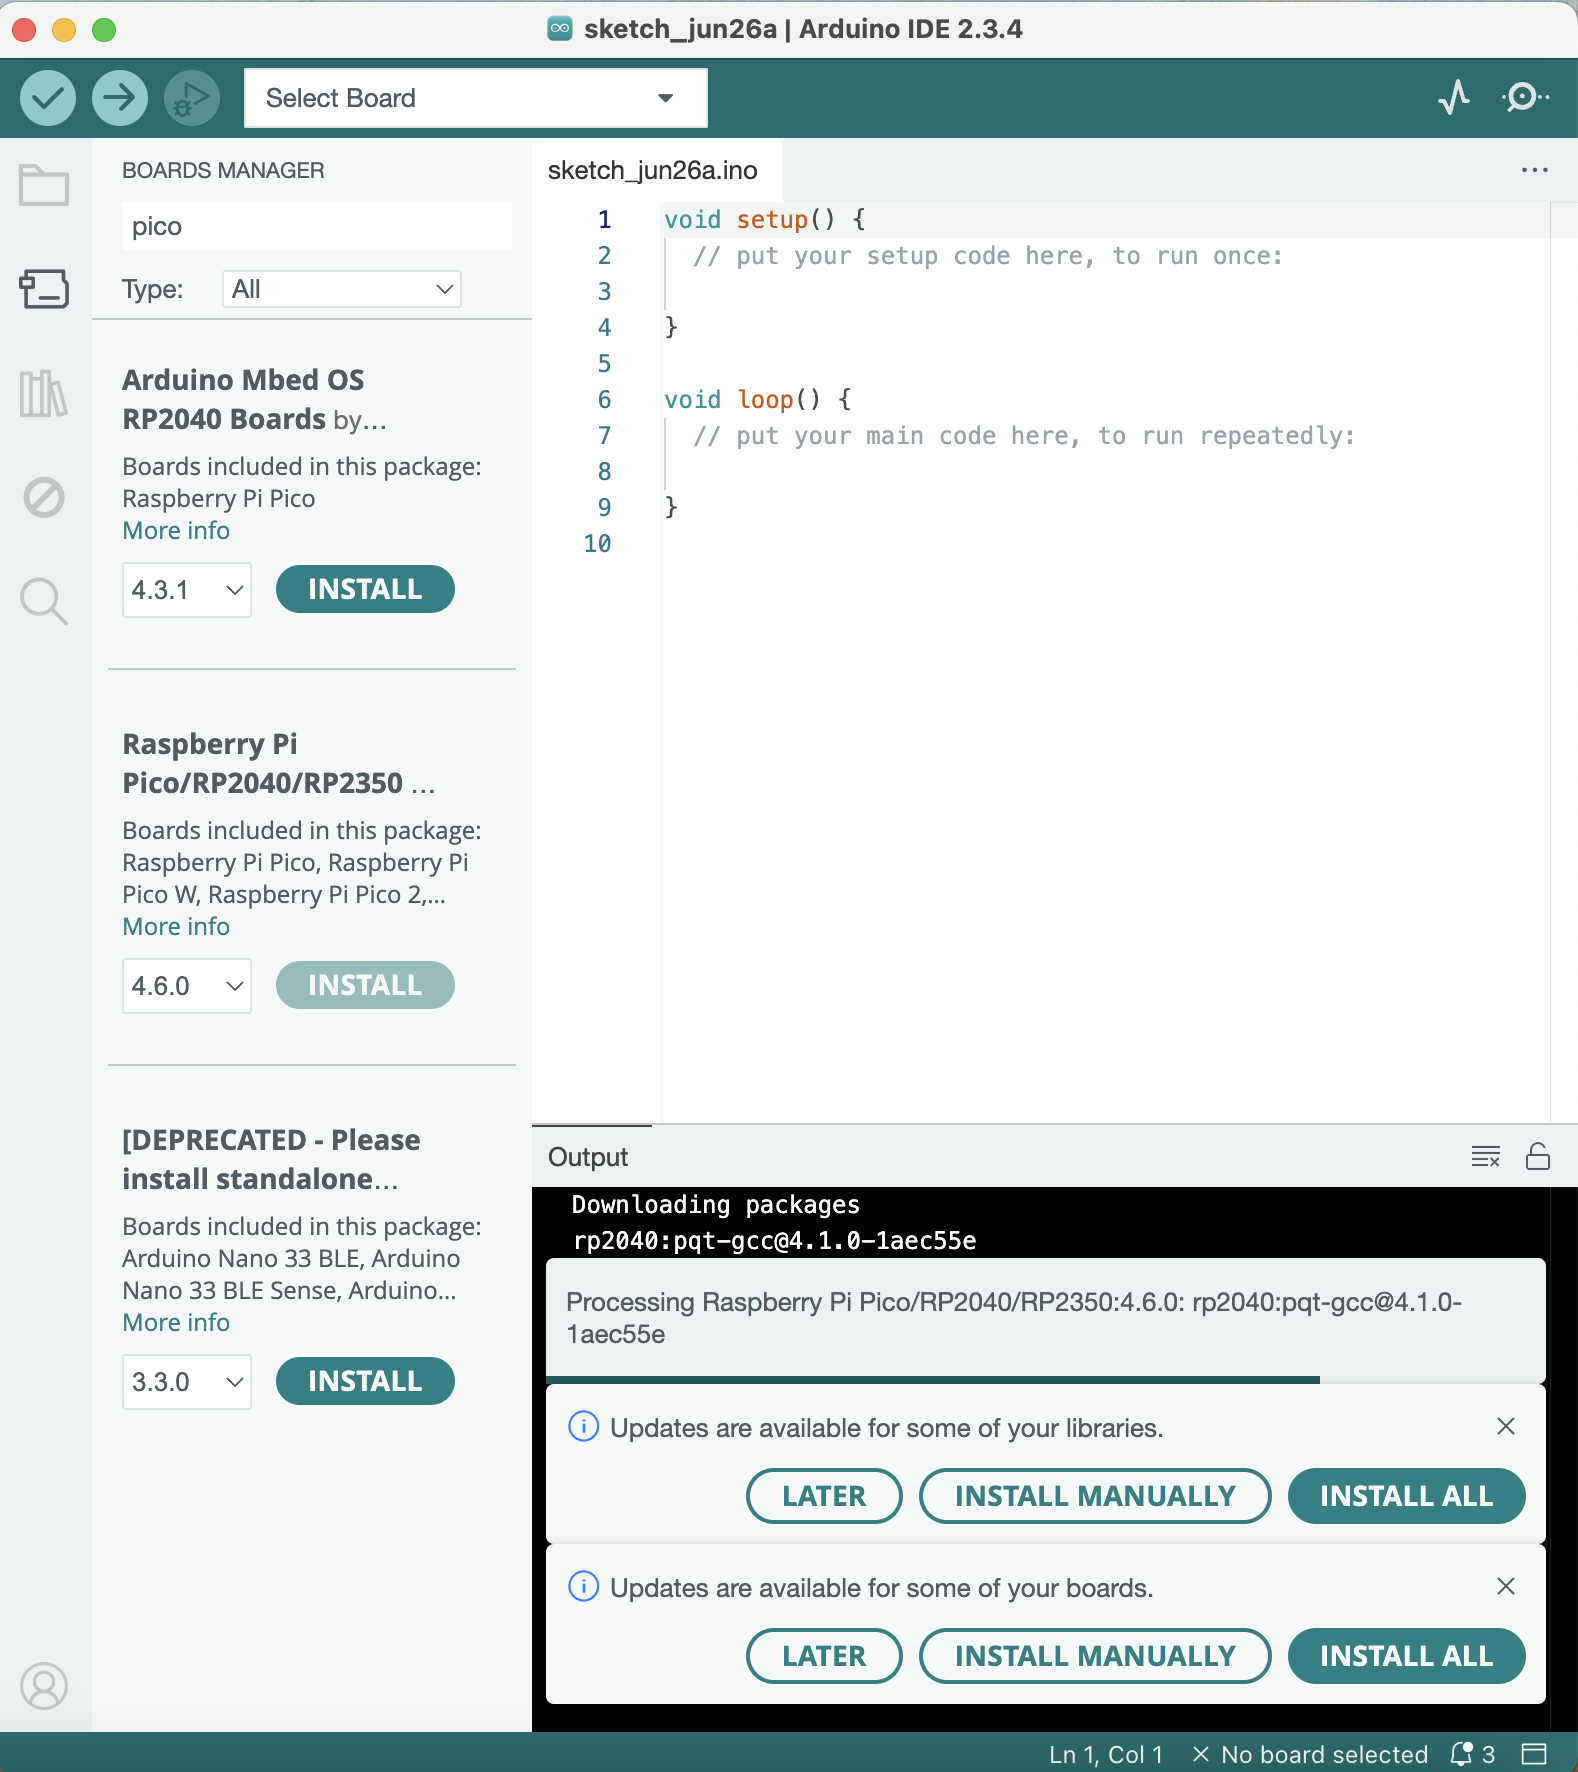 sketch_jun26a | Arduino IDE 2.3.4
Select Board
BOARDS MANAGER
pico
Type: All
Arduino Mbed OS
RP2040 Boards by...
Boards included in this package:
Raspberry Pi Pico
More info
4.3.1 INSTALL
Raspberry Pi
Pico/RP2040/RP2350 ...
Boards included in this package:
Raspberry Pi Pico, Raspberry Pi
Pico W, Raspberry Pi Pico 2,...
More info
4.6.0 INSTALL
[DEPRECATED - Please
install standalone...
Boards included in this package:
Arduino Nano 33 BLE, Arduino
Nano 33 BLE Sense, Arduino...
More info
3.3.0 INSTALL
sketch_jun26a.ino
1 void setup() {
2 // put your setup code here, to run once:
3
4 }
5
6 void loop() {
7 // put your main code here, to run repeatedly:
8
9 }
10
Output
Downloading packages
rp2040:pqt-gcc@4.1.0-1aec55e
Processing Raspberry Pi Pico/RP2040/RP2350:4.6.0: rp2040:pqt-gcc@4.1.0-
1aec55e
Updates are available for some of your libraries.
LATER INSTALL MANUALLY INSTALL ALL
Updates are available for some of your boards.
LATER INSTALL MANUALLY INSTALL ALL
Ln 1, Col 1 × No board selected 3